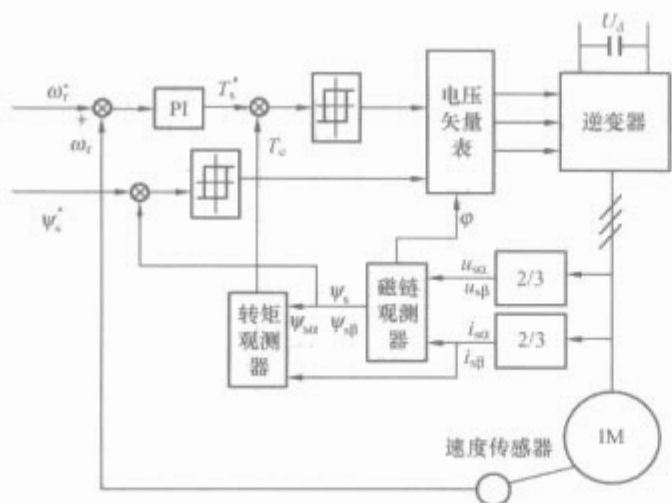 U_d
ω_r^*
+
PI
T_s^*
电压
矢量
表
逆变器
ω_r
T_e
ψ_s^*
φ
ψ_s
ψ_sα
ψ_sβ
转矩
观测
器
磁链
观测
器
u_sα
u_sβ
2/3
i_sα
i_sβ
2/3
速度传感器
IM